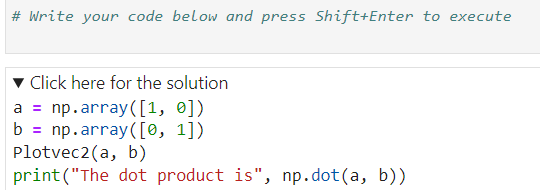 # Write your code below and press Shift+Enter to execute
▼ Click here for the solution
a = np.array([1, 0])
b = np.array([0, 1])
Plotvec2(a, b)
print("The dot product is", np.dot(a, b))